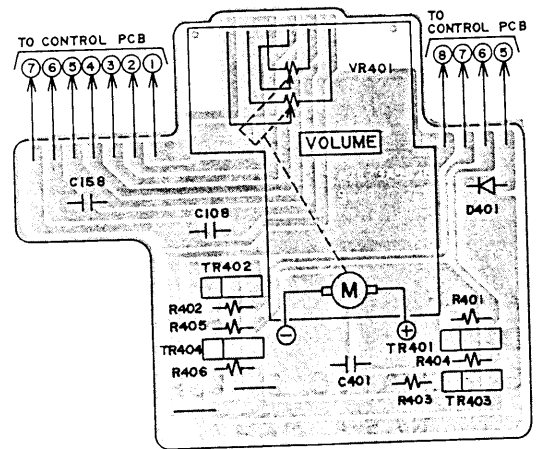 TO CONTROL PCB
7 6 5 4 3 2 1
TO
CONTROL PCB
8 7 6 5
VR401
VOLUME
C158
C108
D401
TR402
R402
R405
TR404
R406
M
−
+
C401
R401
TR401
R404
R403
TR403